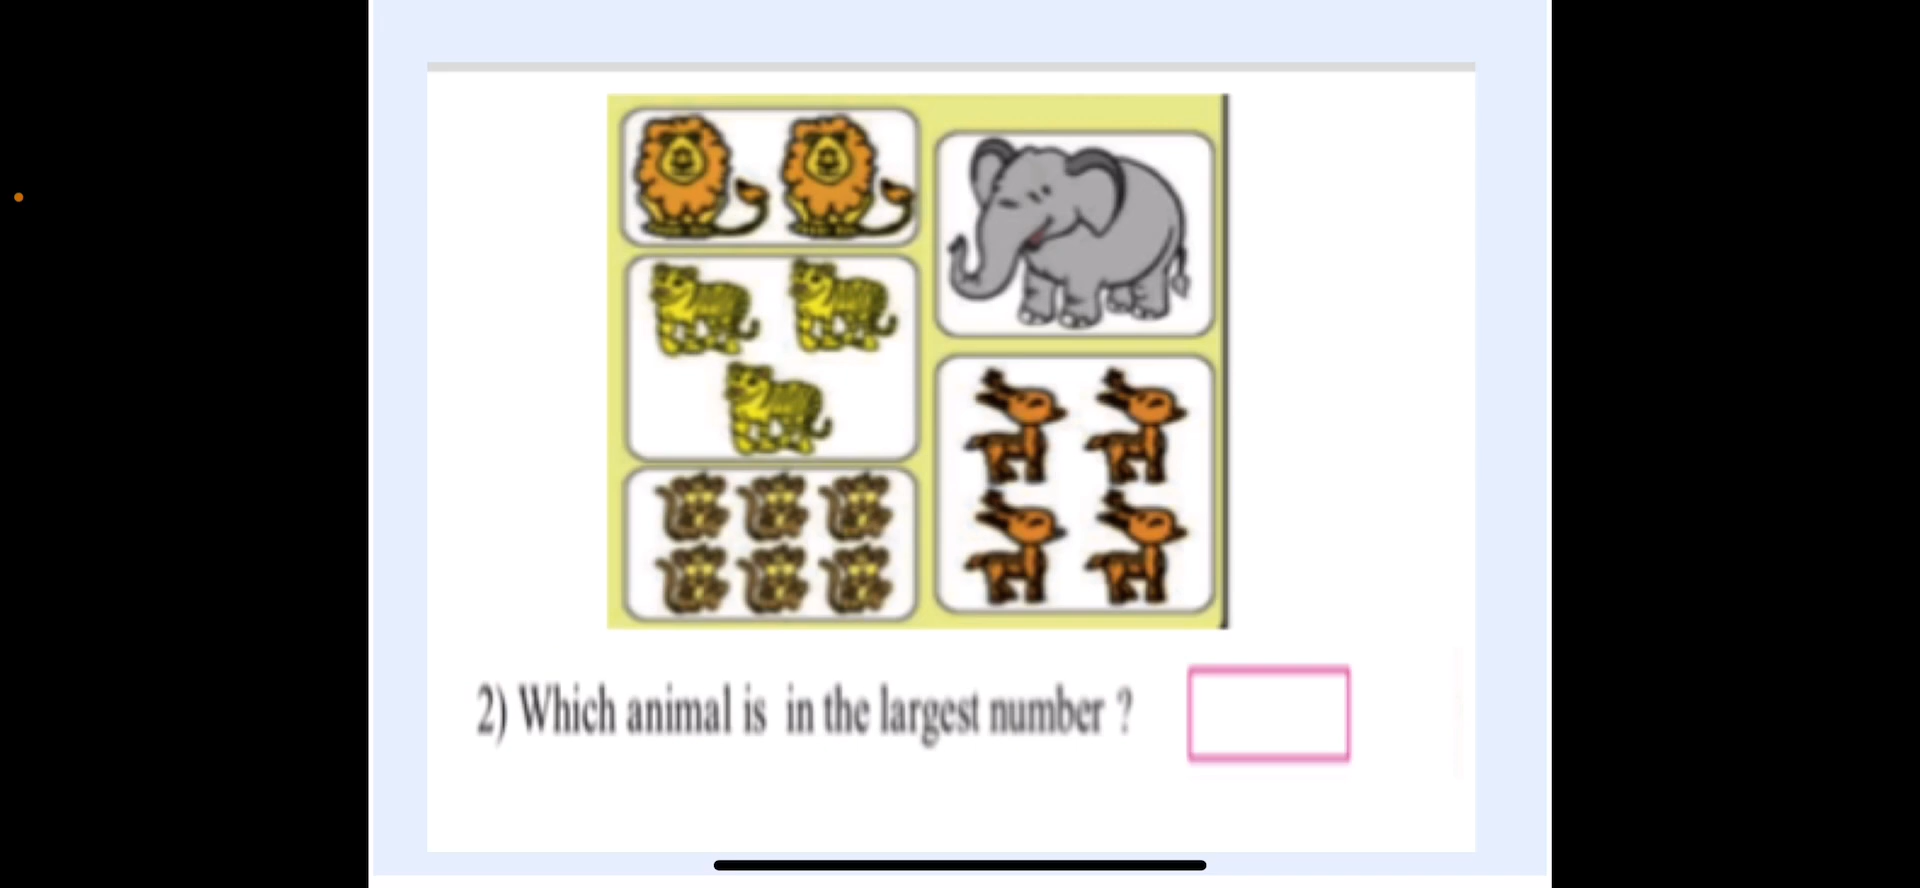 2) Which animal is in the largest number ?